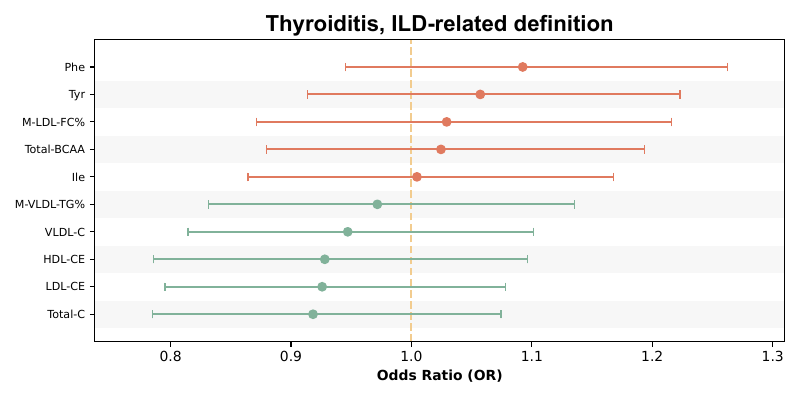 Thyroiditis, ILD-related definition
Phe
Tyr
M-LDL-FC%
Total-BCAA
Ile
M-VLDL-TG%
VLDL-C
HDL-CE
LDL-CE
Total-C
0.8 0.9 1.0 1.1 1.2 1.3
Odds Ratio (OR)